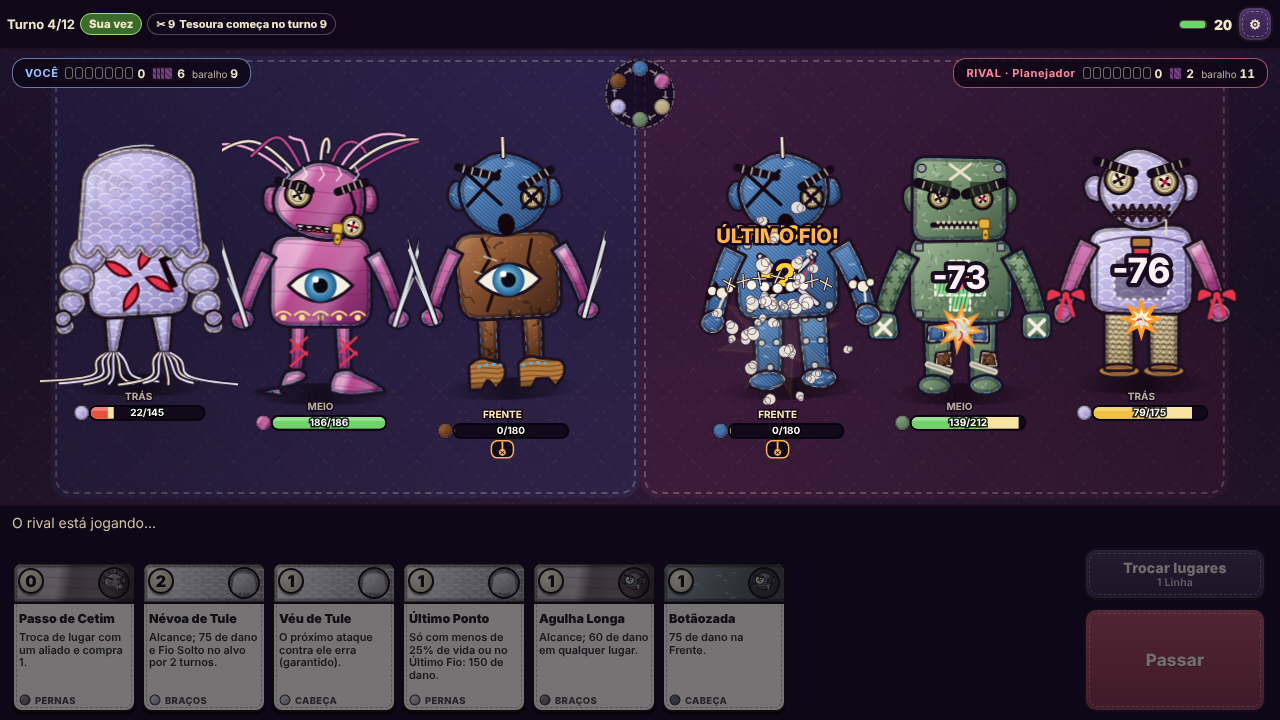 Turno 4/12
Sua vez
✂ 9 Tesoura começa no turno 9
20
VOCÊ 0 6 baralho 9
RIVAL · Planejador 0 2 baralho 11
ÚLTIMO FIO!
-73
-76
TRÁS
22/145
MEIO
186/186
FRENTE
0/180
FRENTE
0/180
MEIO
139/212
TRÁS
79/175
O rival está jogando...
0
Passo de Cetim
Troca de lugar com
um aliado e compra
1.
PERNAS
2
Névoa de Tule
Alcance; 75 de dano
e Fio Solto no alvo
por 2 turnos.
BRAÇOS
1
Véu de Tule
O próximo ataque
contra ele erra
(garantido).
CABEÇA
1
Último Ponto
Só com menos de
25% de vida ou no
Último Fio: 150 de
dano.
PERNAS
1
Agulha Longa
Alcance; 60 de dano
em qualquer lugar.
BRAÇOS
1
Botãozada
75 de dano na
Frente.
CABEÇA
Trocar lugares
1 Linha
Passar